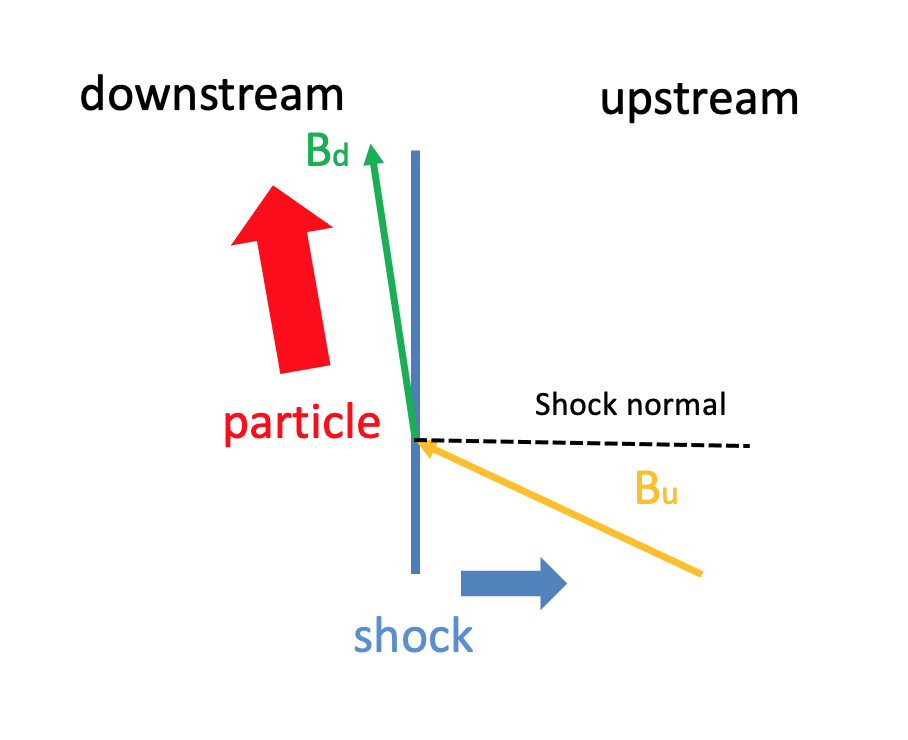 downstream
upstream
Bd
particle
Shock normal
Bu
shock